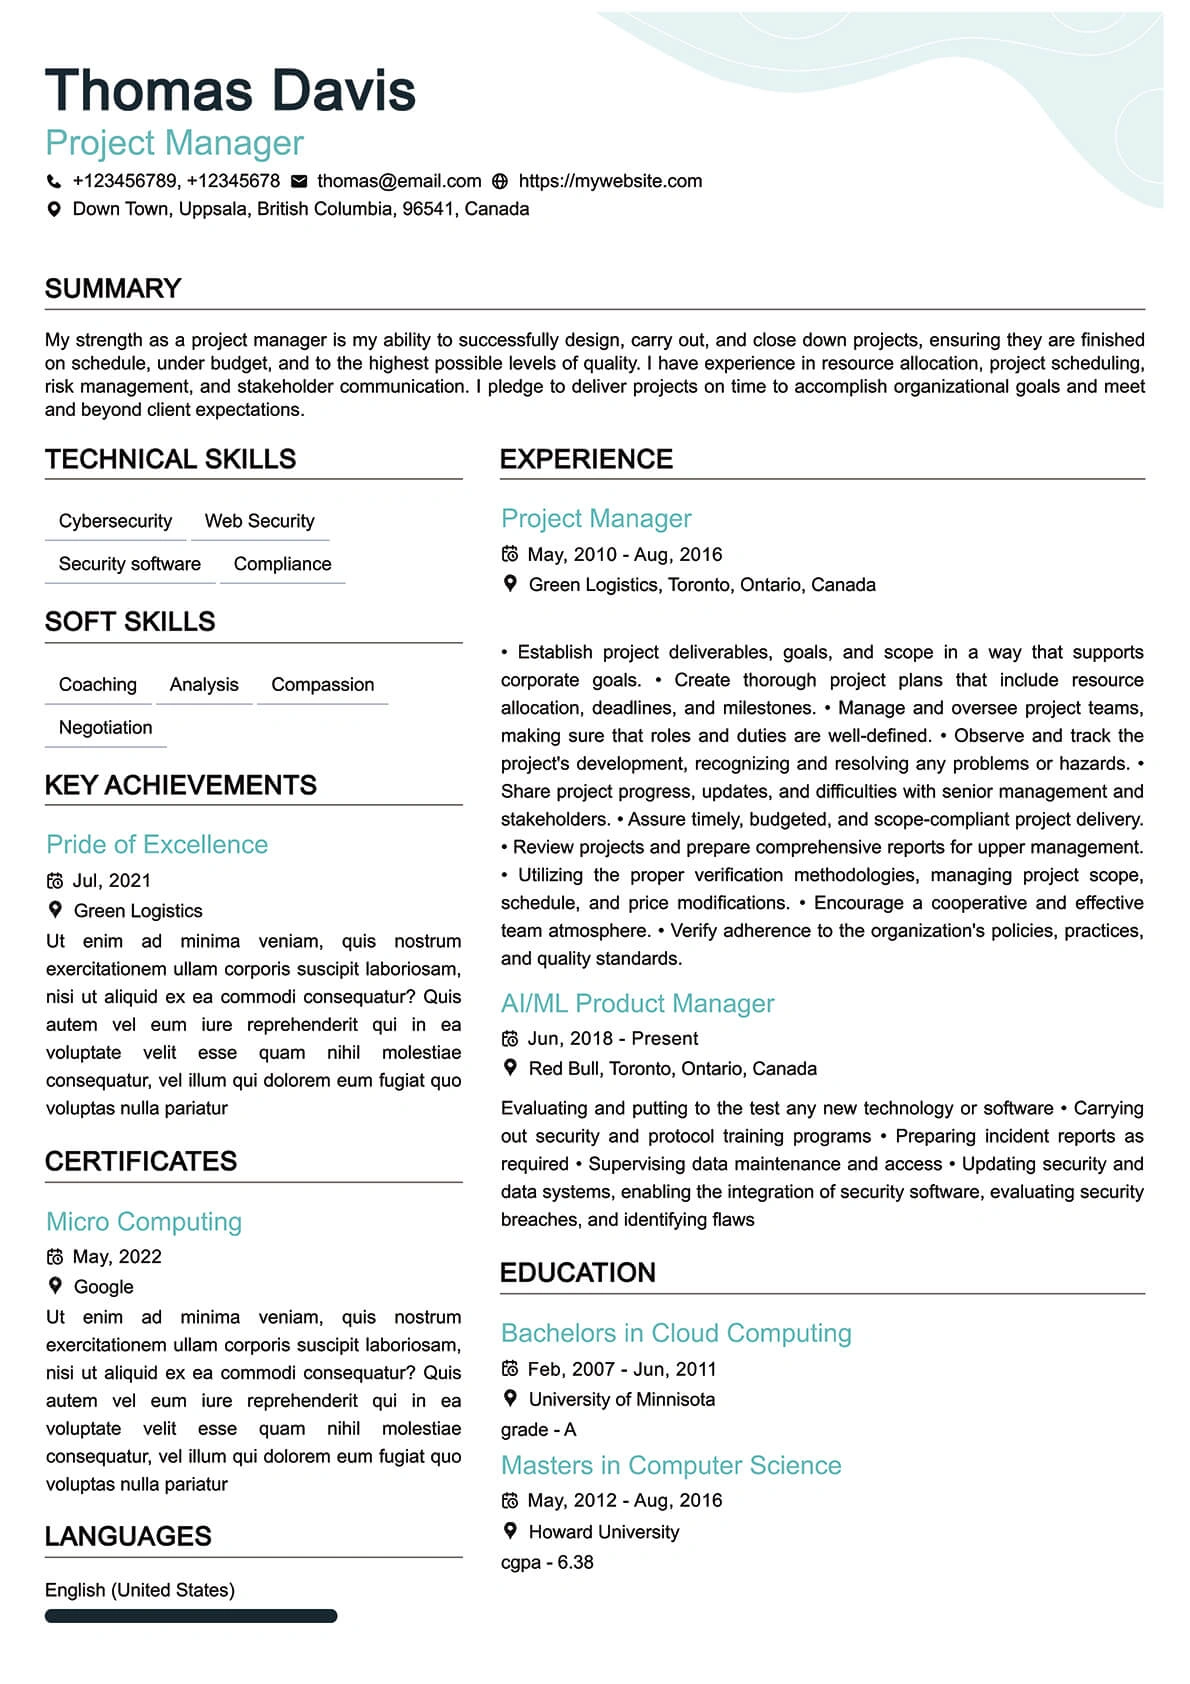 Thomas Davis
Project Manager
+123456789, +12345678 thomas@email.com https://mywebsite.com
Down Town, Uppsala, British Columbia, 96541, Canada
SUMMARY
My strength as a project manager is my ability to successfully design, carry out, and close down projects, ensuring they are finished
on schedule, under budget, and to the highest possible levels of quality. I have experience in resource allocation, project scheduling,
risk management, and stakeholder communication. I pledge to deliver projects on time to accomplish organizational goals and meet
and beyond client expectations.
TECHNICAL SKILLS
Cybersecurity Web Security
Security software Compliance
SOFT SKILLS
Coaching Analysis Compassion
Negotiation
KEY ACHIEVEMENTS
Pride of Excellence
Jul, 2021
Green Logistics
Ut enim ad minima veniam, quis nostrum
exercitationem ullam corporis suscipit laboriosam,
nisi ut aliquid ex ea commodi consequatur? Quis
autem vel eum iure reprehenderit qui in ea
voluptate velit esse quam nihil molestiae
consequatur, vel illum qui dolorem eum fugiat quo
voluptas nulla pariatur
CERTIFICATES
Micro Computing
May, 2022
Google
Ut enim ad minima veniam, quis nostrum
exercitationem ullam corporis suscipit laboriosam,
nisi ut aliquid ex ea commodi consequatur? Quis
autem vel eum iure reprehenderit qui in ea
voluptate velit esse quam nihil molestiae
consequatur, vel illum qui dolorem eum fugiat quo
voluptas nulla pariatur
LANGUAGES
English (United States)
EXPERIENCE
Project Manager
May, 2010 - Aug, 2016
Green Logistics, Toronto, Ontario, Canada
• Establish project deliverables, goals, and scope in a way that supports
corporate goals. • Create thorough project plans that include resource
allocation, deadlines, and milestones. • Manage and oversee project teams,
making sure that roles and duties are well-defined. • Observe and track the
project's development, recognizing and resolving any problems or hazards. •
Share project progress, updates, and difficulties with senior management and
stakeholders. • Assure timely, budgeted, and scope-compliant project delivery.
• Review projects and prepare comprehensive reports for upper management.
• Utilizing the proper verification methodologies, managing project scope,
schedule, and price modifications. • Encourage a cooperative and effective
team atmosphere. • Verify adherence to the organization's policies, practices,
and quality standards.
AI/ML Product Manager
Jun, 2018 - Present
Red Bull, Toronto, Ontario, Canada
Evaluating and putting to the test any new technology or software • Carrying
out security and protocol training programs • Preparing incident reports as
required • Supervising data maintenance and access • Updating security and
data systems, enabling the integration of security software, evaluating security
breaches, and identifying flaws
EDUCATION
Bachelors in Cloud Computing
Feb, 2007 - Jun, 2011
University of Minnisota
grade - A
Masters in Computer Science
May, 2012 - Aug, 2016
Howard University
cgpa - 6.38